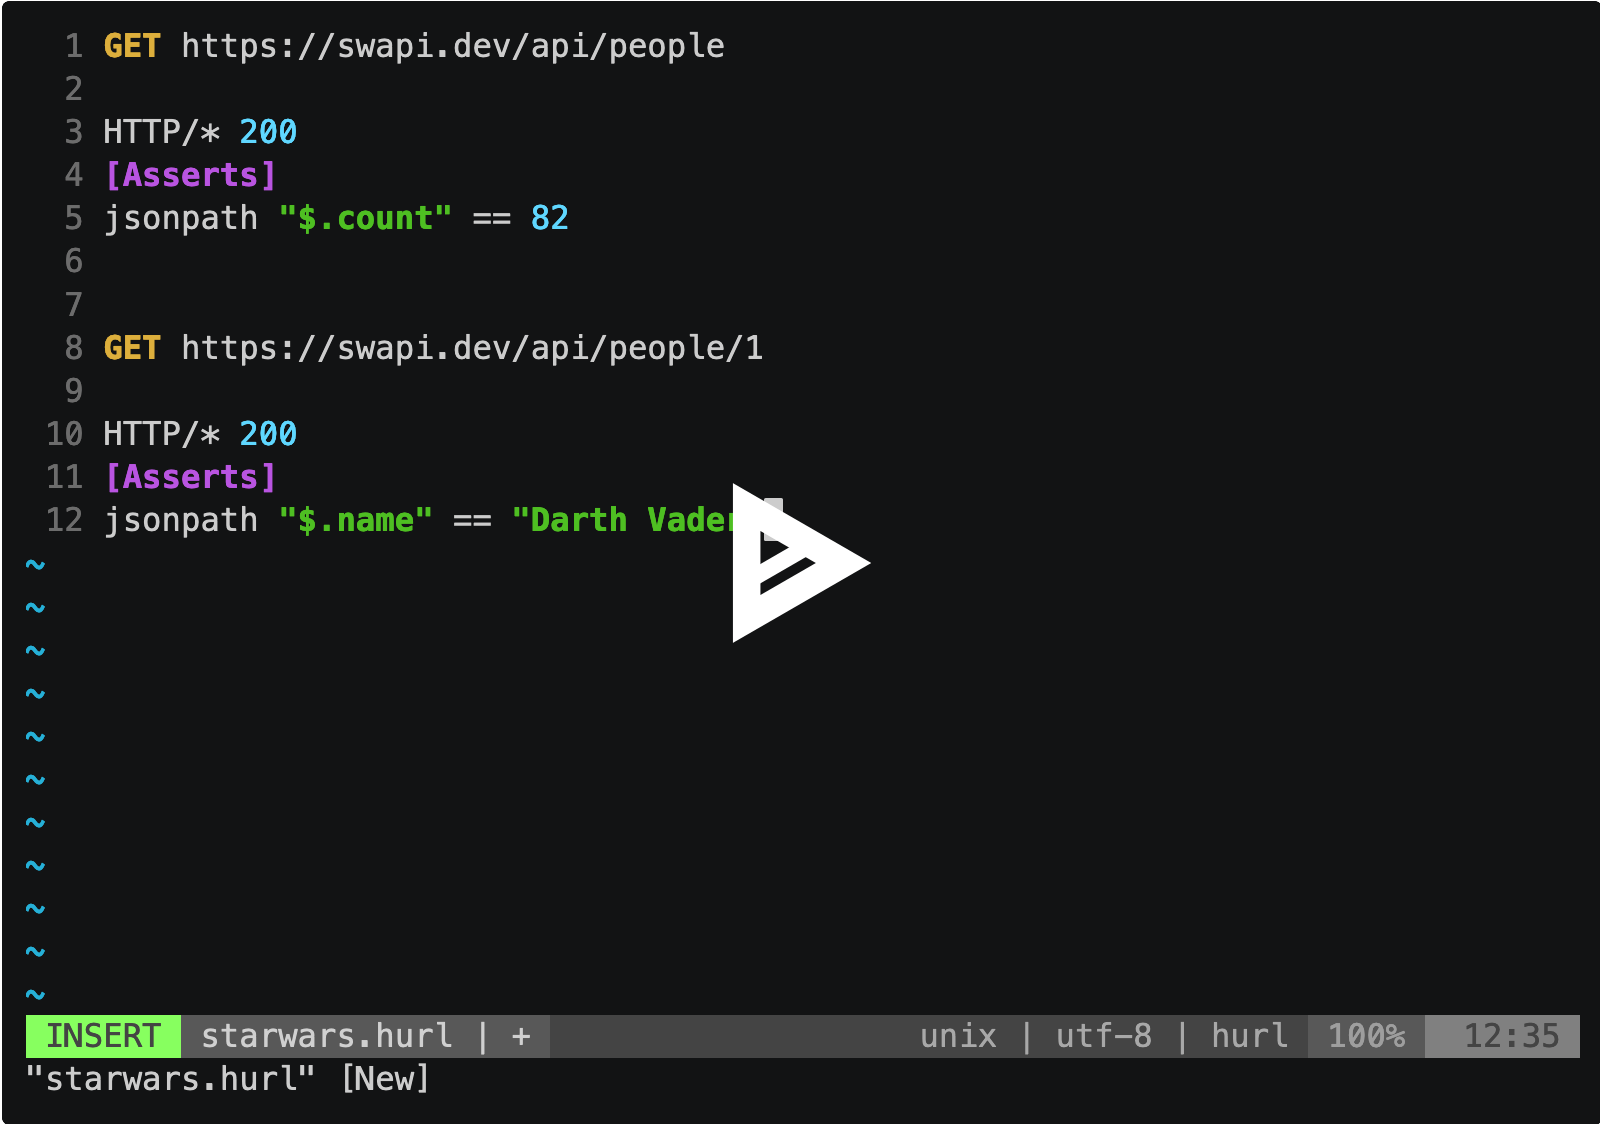 1 GET https://swapi.dev/api/people
2
3 HTTP/* 200
4 [Asserts]
5 jsonpath "$.count" == 82
6
7
8 GET https://swapi.dev/api/people/1
9
10 HTTP/* 200
11 [Asserts]
12 jsonpath "$.name" == "Darth Vader
~
~
~
~
~
~
~
~
~
~
~
INSERT starwars.hurl | + unix | utf-8 | hurl 100% 12:35
"starwars.hurl" [New]